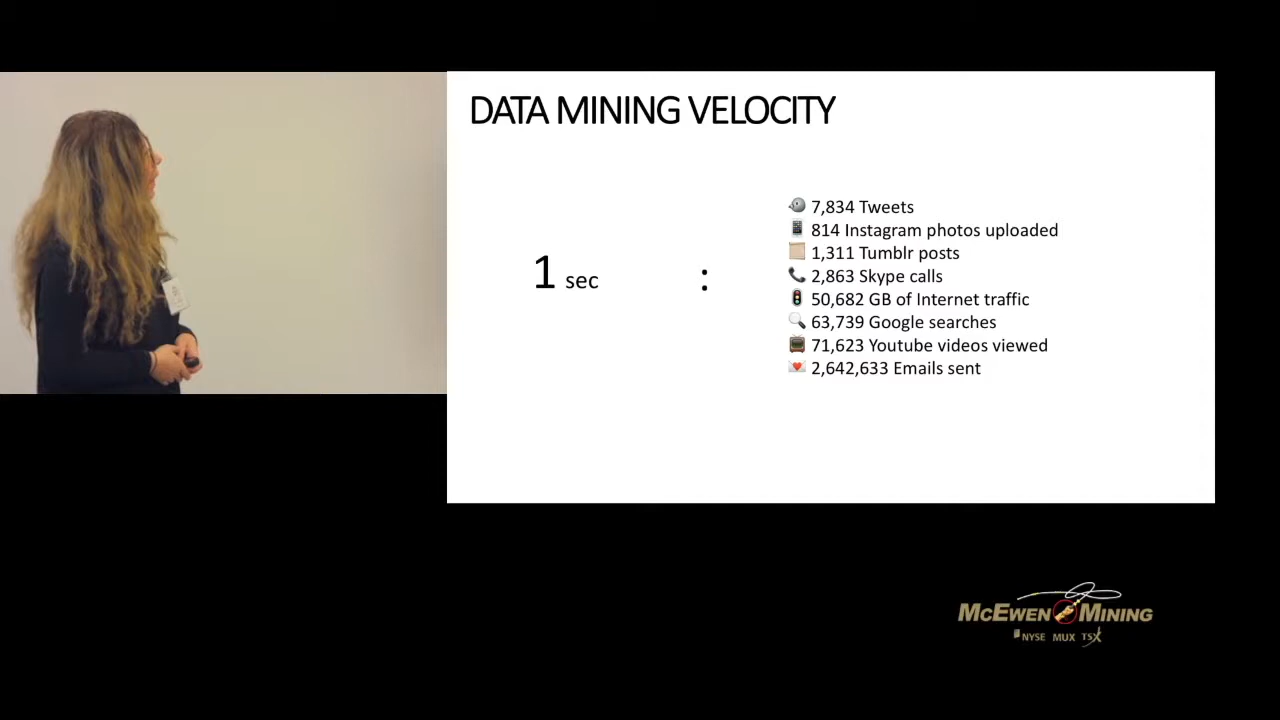 DATA MINING VELOCITY
1 sec
:
7,834 Tweets
814 Instagram photos uploaded
1,311 Tumblr posts
2,863 Skype calls
50,682 GB of Internet traffic
63,739 Google searches
71,623 Youtube videos viewed
2,642,633 Emails sent
MCEWEN MINING
NYSE MUX TSX